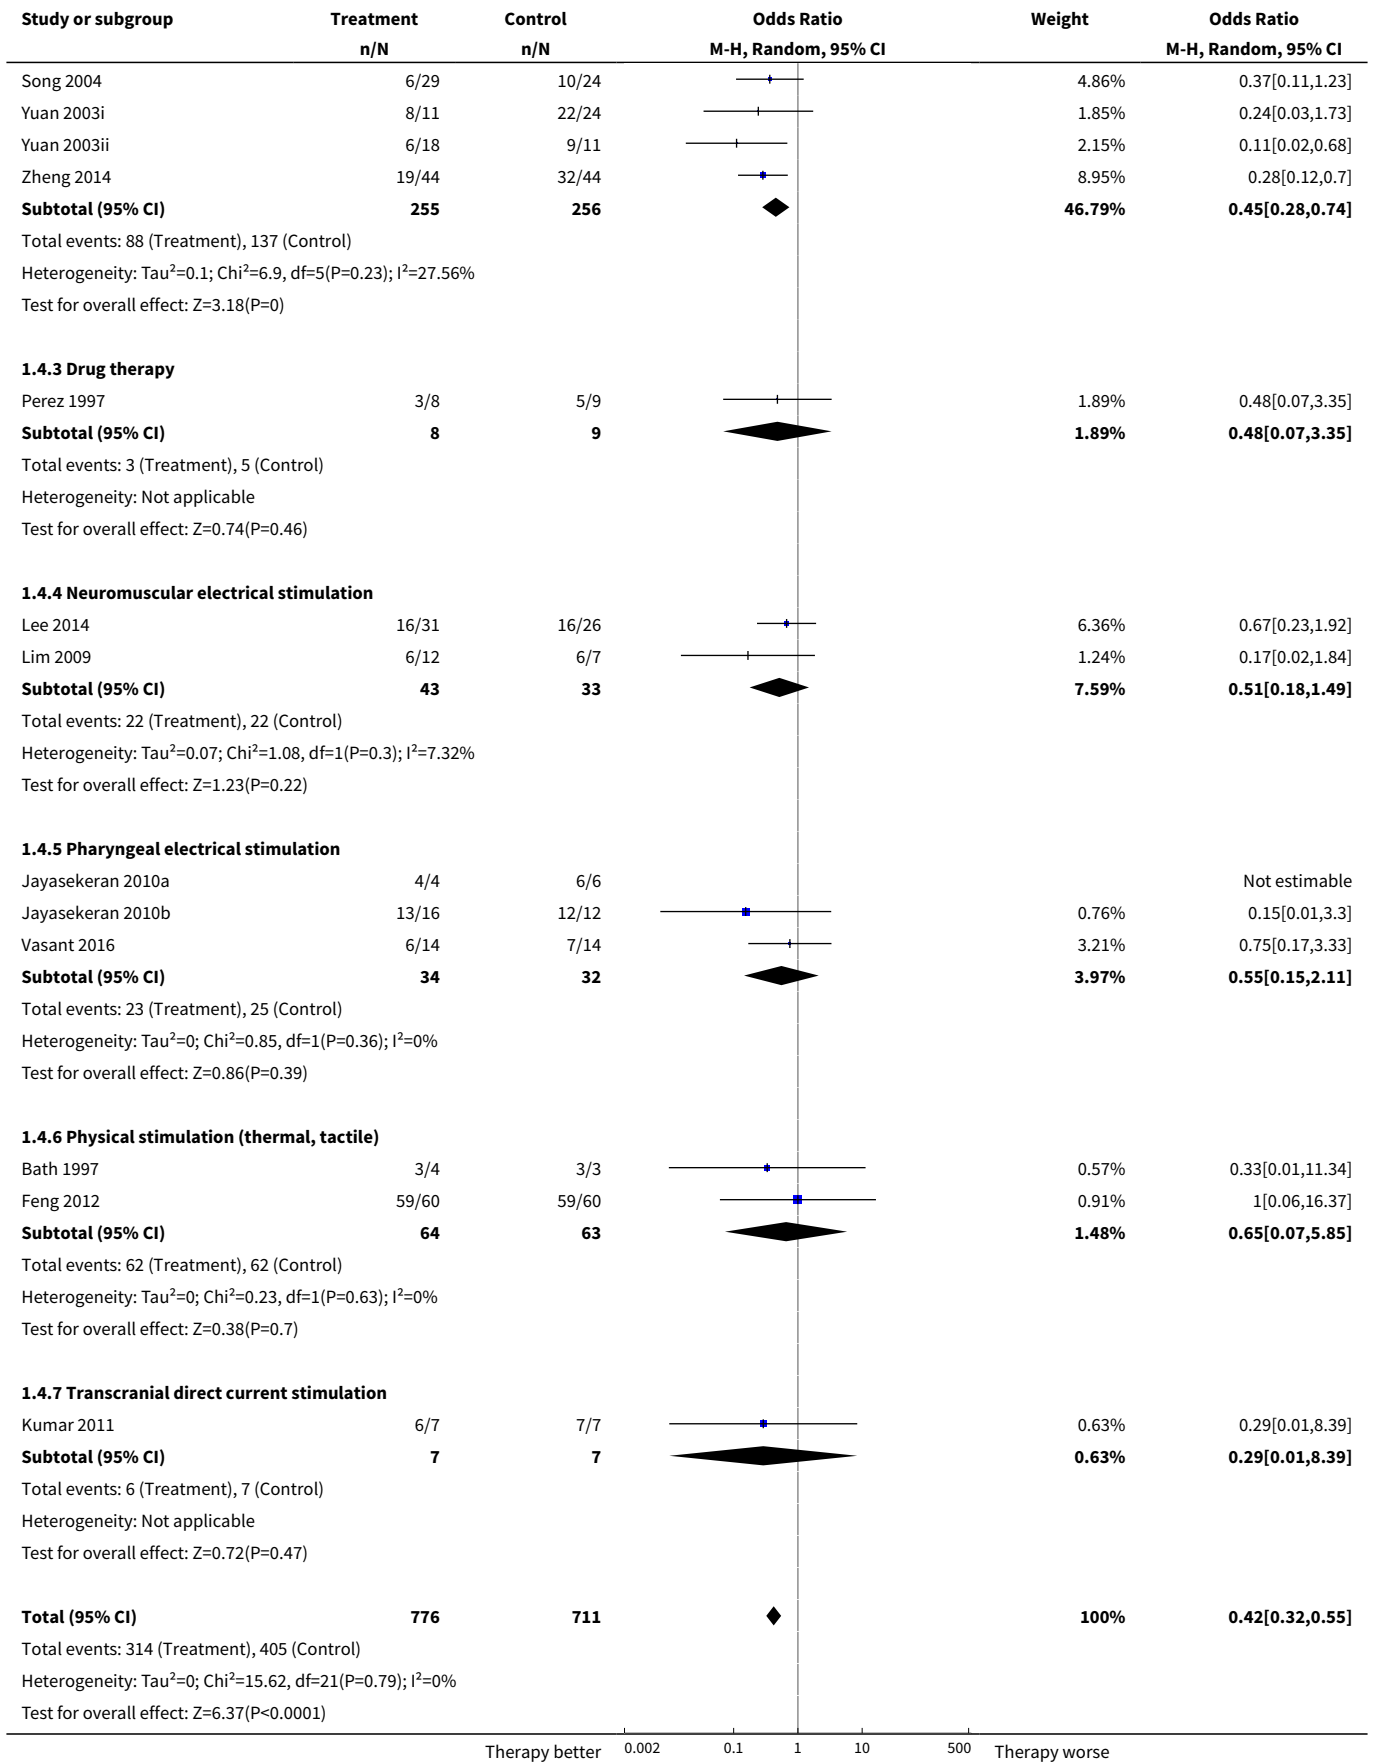 Study or subgroup Treatment Control Odds Ratio Weight Odds Ratio
n/N n/N M-H, Random, 95% CI M-H, Random, 95% CI
Song 2004 6/29 10/24 4.86% 0.37[0.11,1.23]
Yuan 2003i 8/11 22/24 1.85% 0.24[0.03,1.73]
Yuan 2003ii 6/18 9/11 2.15% 0.11[0.02,0.68]
Zheng 2014 19/44 32/44 8.95% 0.28[0.12,0.7]
Subtotal (95% CI) 255 256 46.79% 0.45[0.28,0.74]
Total events: 88 (Treatment), 137 (Control)
Heterogeneity: Tau²=0.1; Chi²=6.9, df=5(P=0.23); I²=27.56%
Test for overall effect: Z=3.18(P=0)
1.4.3 Drug therapy
Perez 1997 3/8 5/9 1.89% 0.48[0.07,3.35]
Subtotal (95% CI) 8 9 1.89% 0.48[0.07,3.35]
Total events: 3 (Treatment), 5 (Control)
Heterogeneity: Not applicable
Test for overall effect: Z=0.74(P=0.46)
1.4.4 Neuromuscular electrical stimulation
Lee 2014 16/31 16/26 6.36% 0.67[0.23,1.92]
Lim 2009 6/12 6/7 1.24% 0.17[0.02,1.84]
Subtotal (95% CI) 43 33 7.59% 0.51[0.18,1.49]
Total events: 22 (Treatment), 22 (Control)
Heterogeneity: Tau²=0.07; Chi²=1.08, df=1(P=0.3); I²=7.32%
Test for overall effect: Z=1.23(P=0.22)
1.4.5 Pharyngeal electrical stimulation
Jayasekeran 2010a 4/4 6/6 Not estimable
Jayasekeran 2010b 13/16 12/12 0.76% 0.15[0.01,3.3]
Vasant 2016 6/14 7/14 3.21% 0.75[0.17,3.33]
Subtotal (95% CI) 34 32 3.97% 0.55[0.15,2.11]
Total events: 23 (Treatment), 25 (Control)
Heterogeneity: Tau²=0; Chi²=0.85, df=1(P=0.36); I²=0%
Test for overall effect: Z=0.86(P=0.39)
1.4.6 Physical stimulation (thermal, tactile)
Bath 1997 3/4 3/3 0.57% 0.33[0.01,11.34]
Feng 2012 59/60 59/60 0.91% 1[0.06,16.37]
Subtotal (95% CI) 64 63 1.48% 0.65[0.07,5.85]
Total events: 62 (Treatment), 62 (Control)
Heterogeneity: Tau²=0; Chi²=0.23, df=1(P=0.63); I²=0%
Test for overall effect: Z=0.38(P=0.7)
1.4.7 Transcranial direct current stimulation
Kumar 2011 6/7 7/7 0.63% 0.29[0.01,8.39]
Subtotal (95% CI) 7 7 0.63% 0.29[0.01,8.39]
Total events: 6 (Treatment), 7 (Control)
Heterogeneity: Not applicable
Test for overall effect: Z=0.72(P=0.47)
Total (95% CI) 776 711 100% 0.42[0.32,0.55]
Total events: 314 (Treatment), 405 (Control)
Heterogeneity: Tau²=0; Chi²=15.62, df=21(P=0.79); I²=0%
Test for overall effect: Z=6.37(P<0.0001)
Therapy better 0.002 0.1 1 10 500 Therapy worse